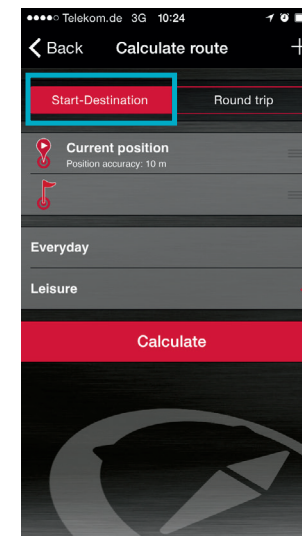 ●●●●○ Telekom.de 3G 10:24
Back Calculate route +
Start-Destination Round trip
Current position
Position accuracy: 10 m
Everyday
Leisure
Calculate